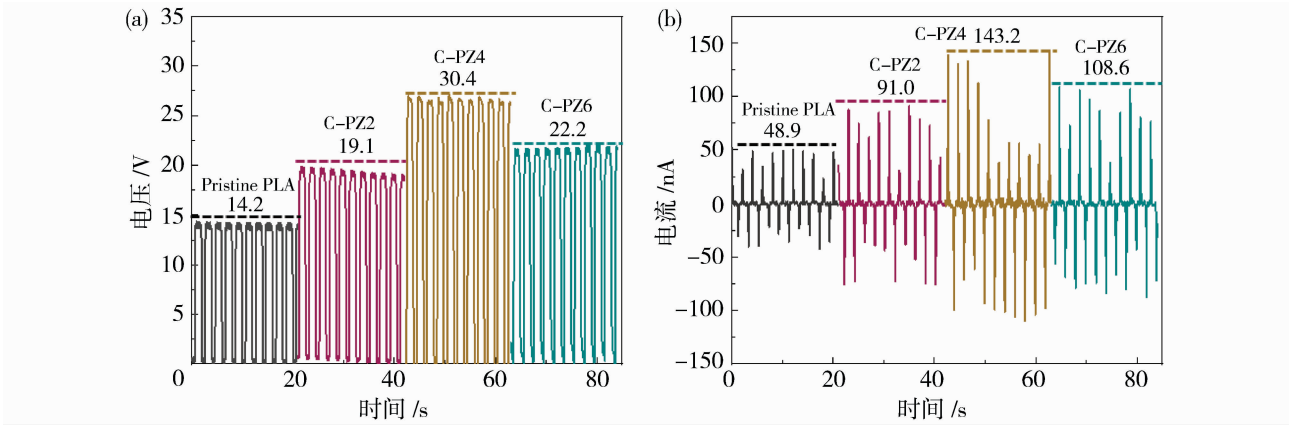 (a)
35
30
25
20
15
10
5
0
电压/V
Pristine PLA
14.2
C-PZ2
19.1
C-PZ4
30.4
C-PZ6
22.2
20
40
60
80
时间/s
(b)
150
100
50
0
-50
-100
-150
电流/nA
Pristine PLA
48.9
C-PZ2
91.0
C-PZ4 143.2
C-PZ6
108.6
0
20
40
60
80
时间/s